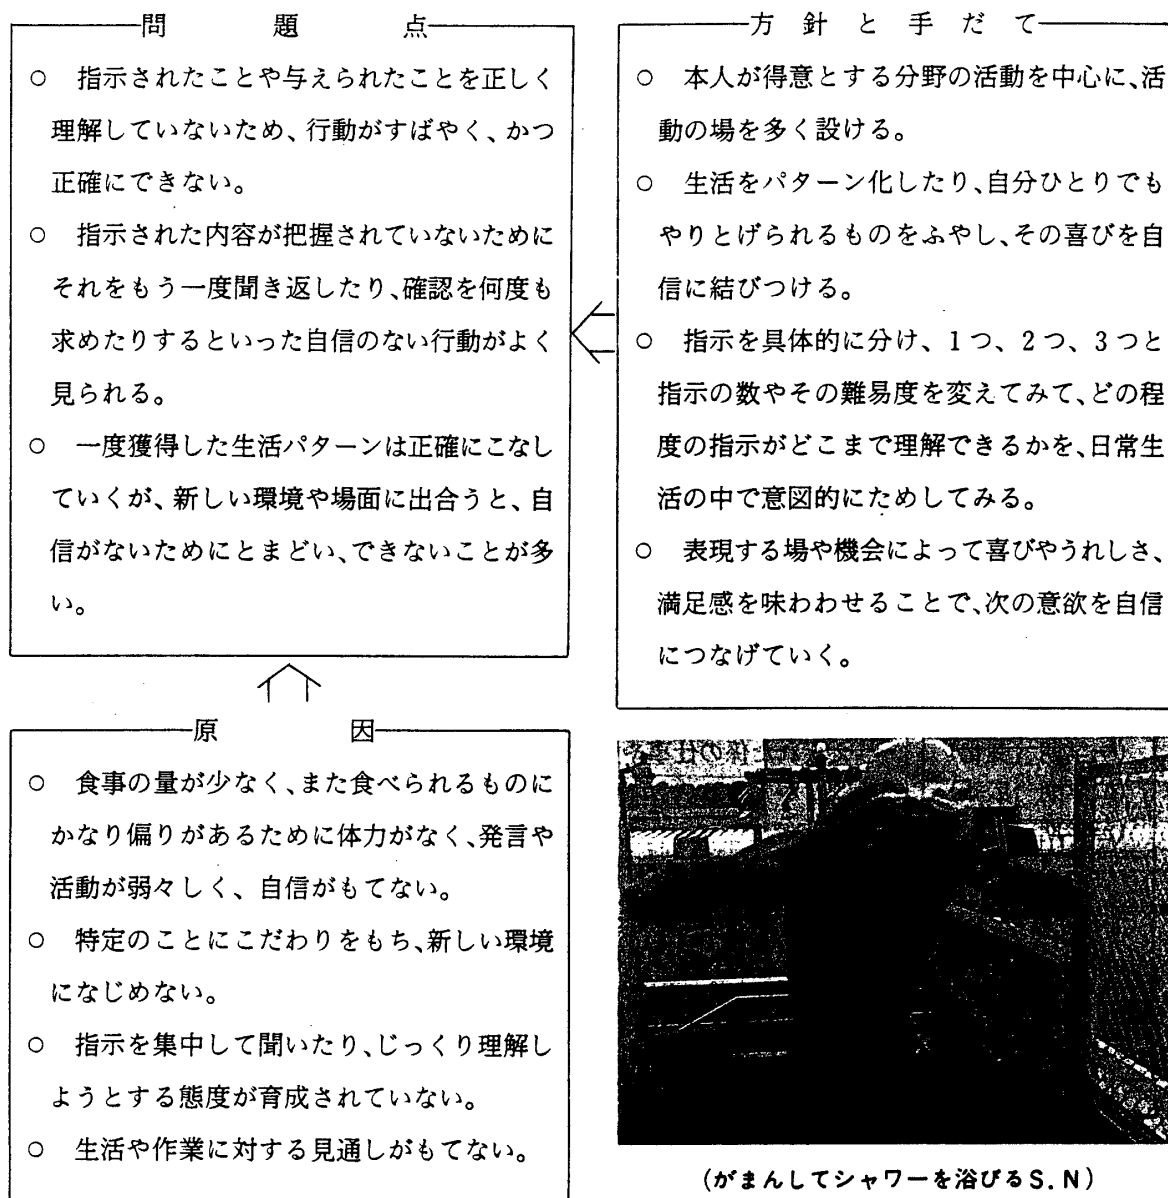 問題点
○ 指示されたことや与えられたことを正しく
理解していないため、行動がすばやく、かつ
正確にできない。
○ 指示された内容が把握されていないために
それをもう一度聞き返したり、確認を何度も
求めたりするといった自信のない行動がよく
見られる。
○ 一度獲得した生活パターンは正確にこなし
ていくが、新しい環境や場面に出合うと、自
信がないためにとまどい、できないことが多
い。
原因
○ 食事の量が少なく、また食べられるものに
かなり偏りがあるために体力がなく、発言や
活動が弱々しく、自信がもてない。
○ 特定のことにこだわりをもち、新しい環境
になじめない。
○ 指示を集中して聞いたり、じっくり理解し
ようとする態度が育成されていない。
○ 生活や作業に対する見通しがもてない。
方針と手だて
○ 本人が得意とする分野の活動を中心に、活
動の場を多く設ける。
○ 生活をパターン化したり、自分ひとりでも
やりとげられるものをふやし、その喜びを自
信に結びつける。
○ 指示を具体的に分け、1つ、2つ、3つと
指示の数やその難易度を変えてみて、どの程
度の指示がどこまで理解できるかを、日常生
活の中で意図的にためしてみる。
○ 表現する場や機会によって喜びやうれしさ、
満足感を味わわせることで、次の意欲を自信
につなげていく。
(がまんしてシャワーを浴びるS.N)